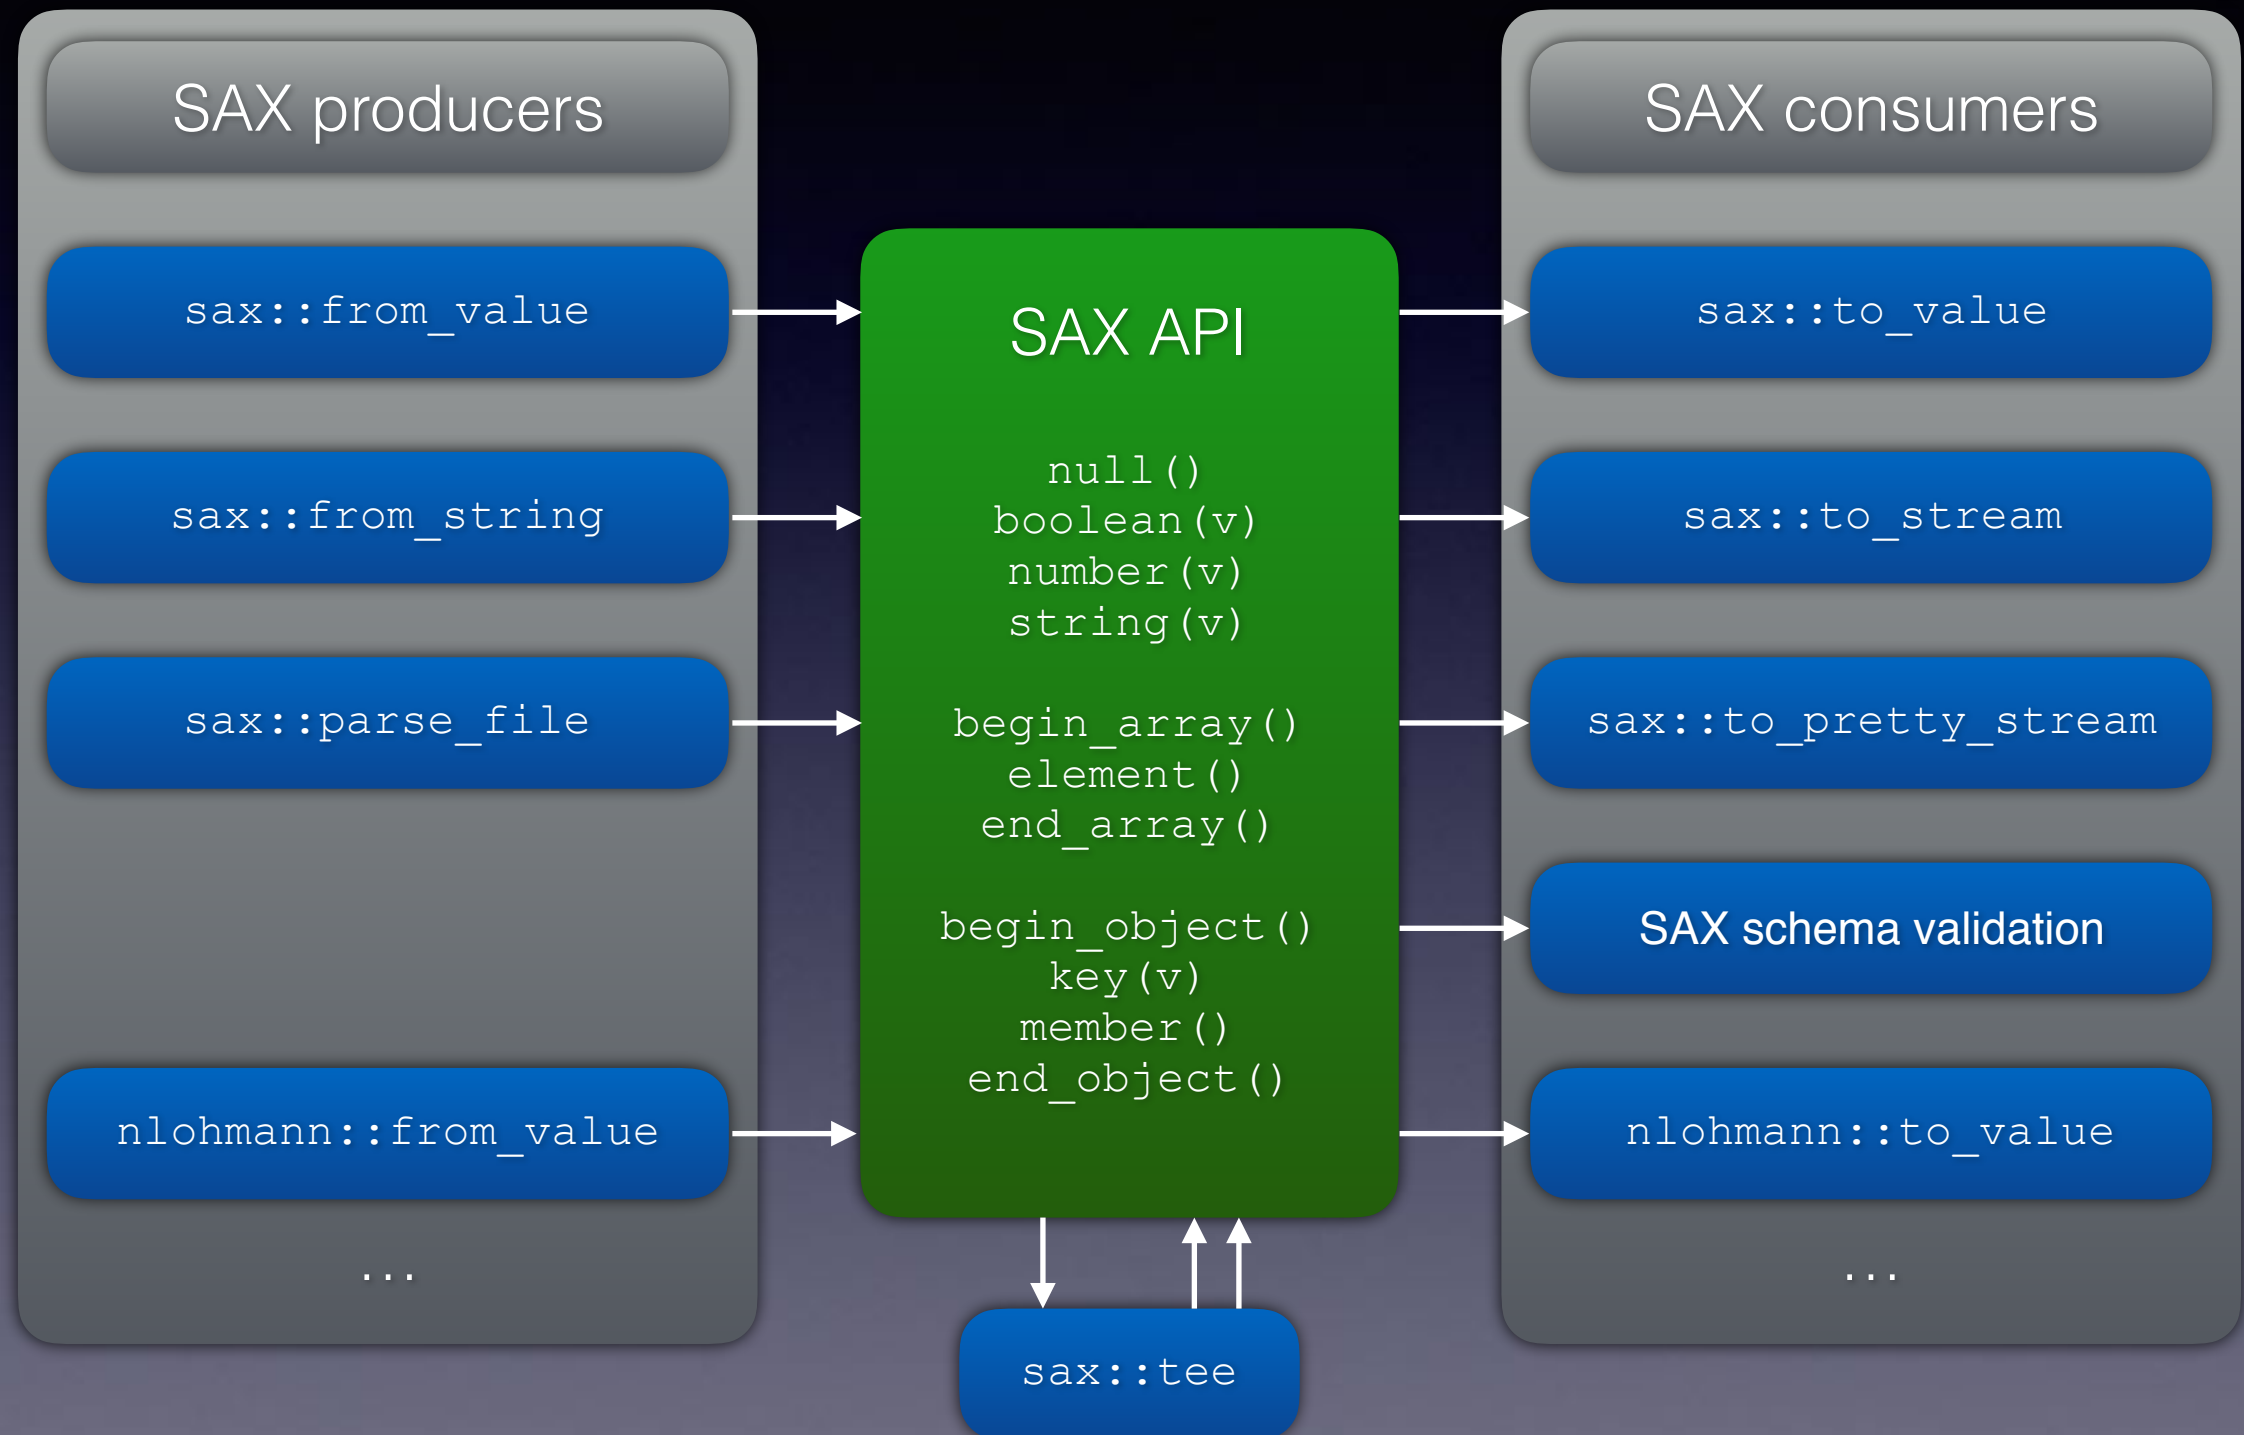 SAX producers
sax::from_value
sax::from_string
sax::parse_file
nlohmann::from_value
...
SAX API
null()
boolean(v)
number(v)
string(v)
begin_array()
element()
end_array()
begin_object()
key(v)
member()
end_object()
sax::tee
SAX consumers
sax::to_value
sax::to_stream
sax::to_pretty_stream
SAX schema validation
nlohmann::to_value
...